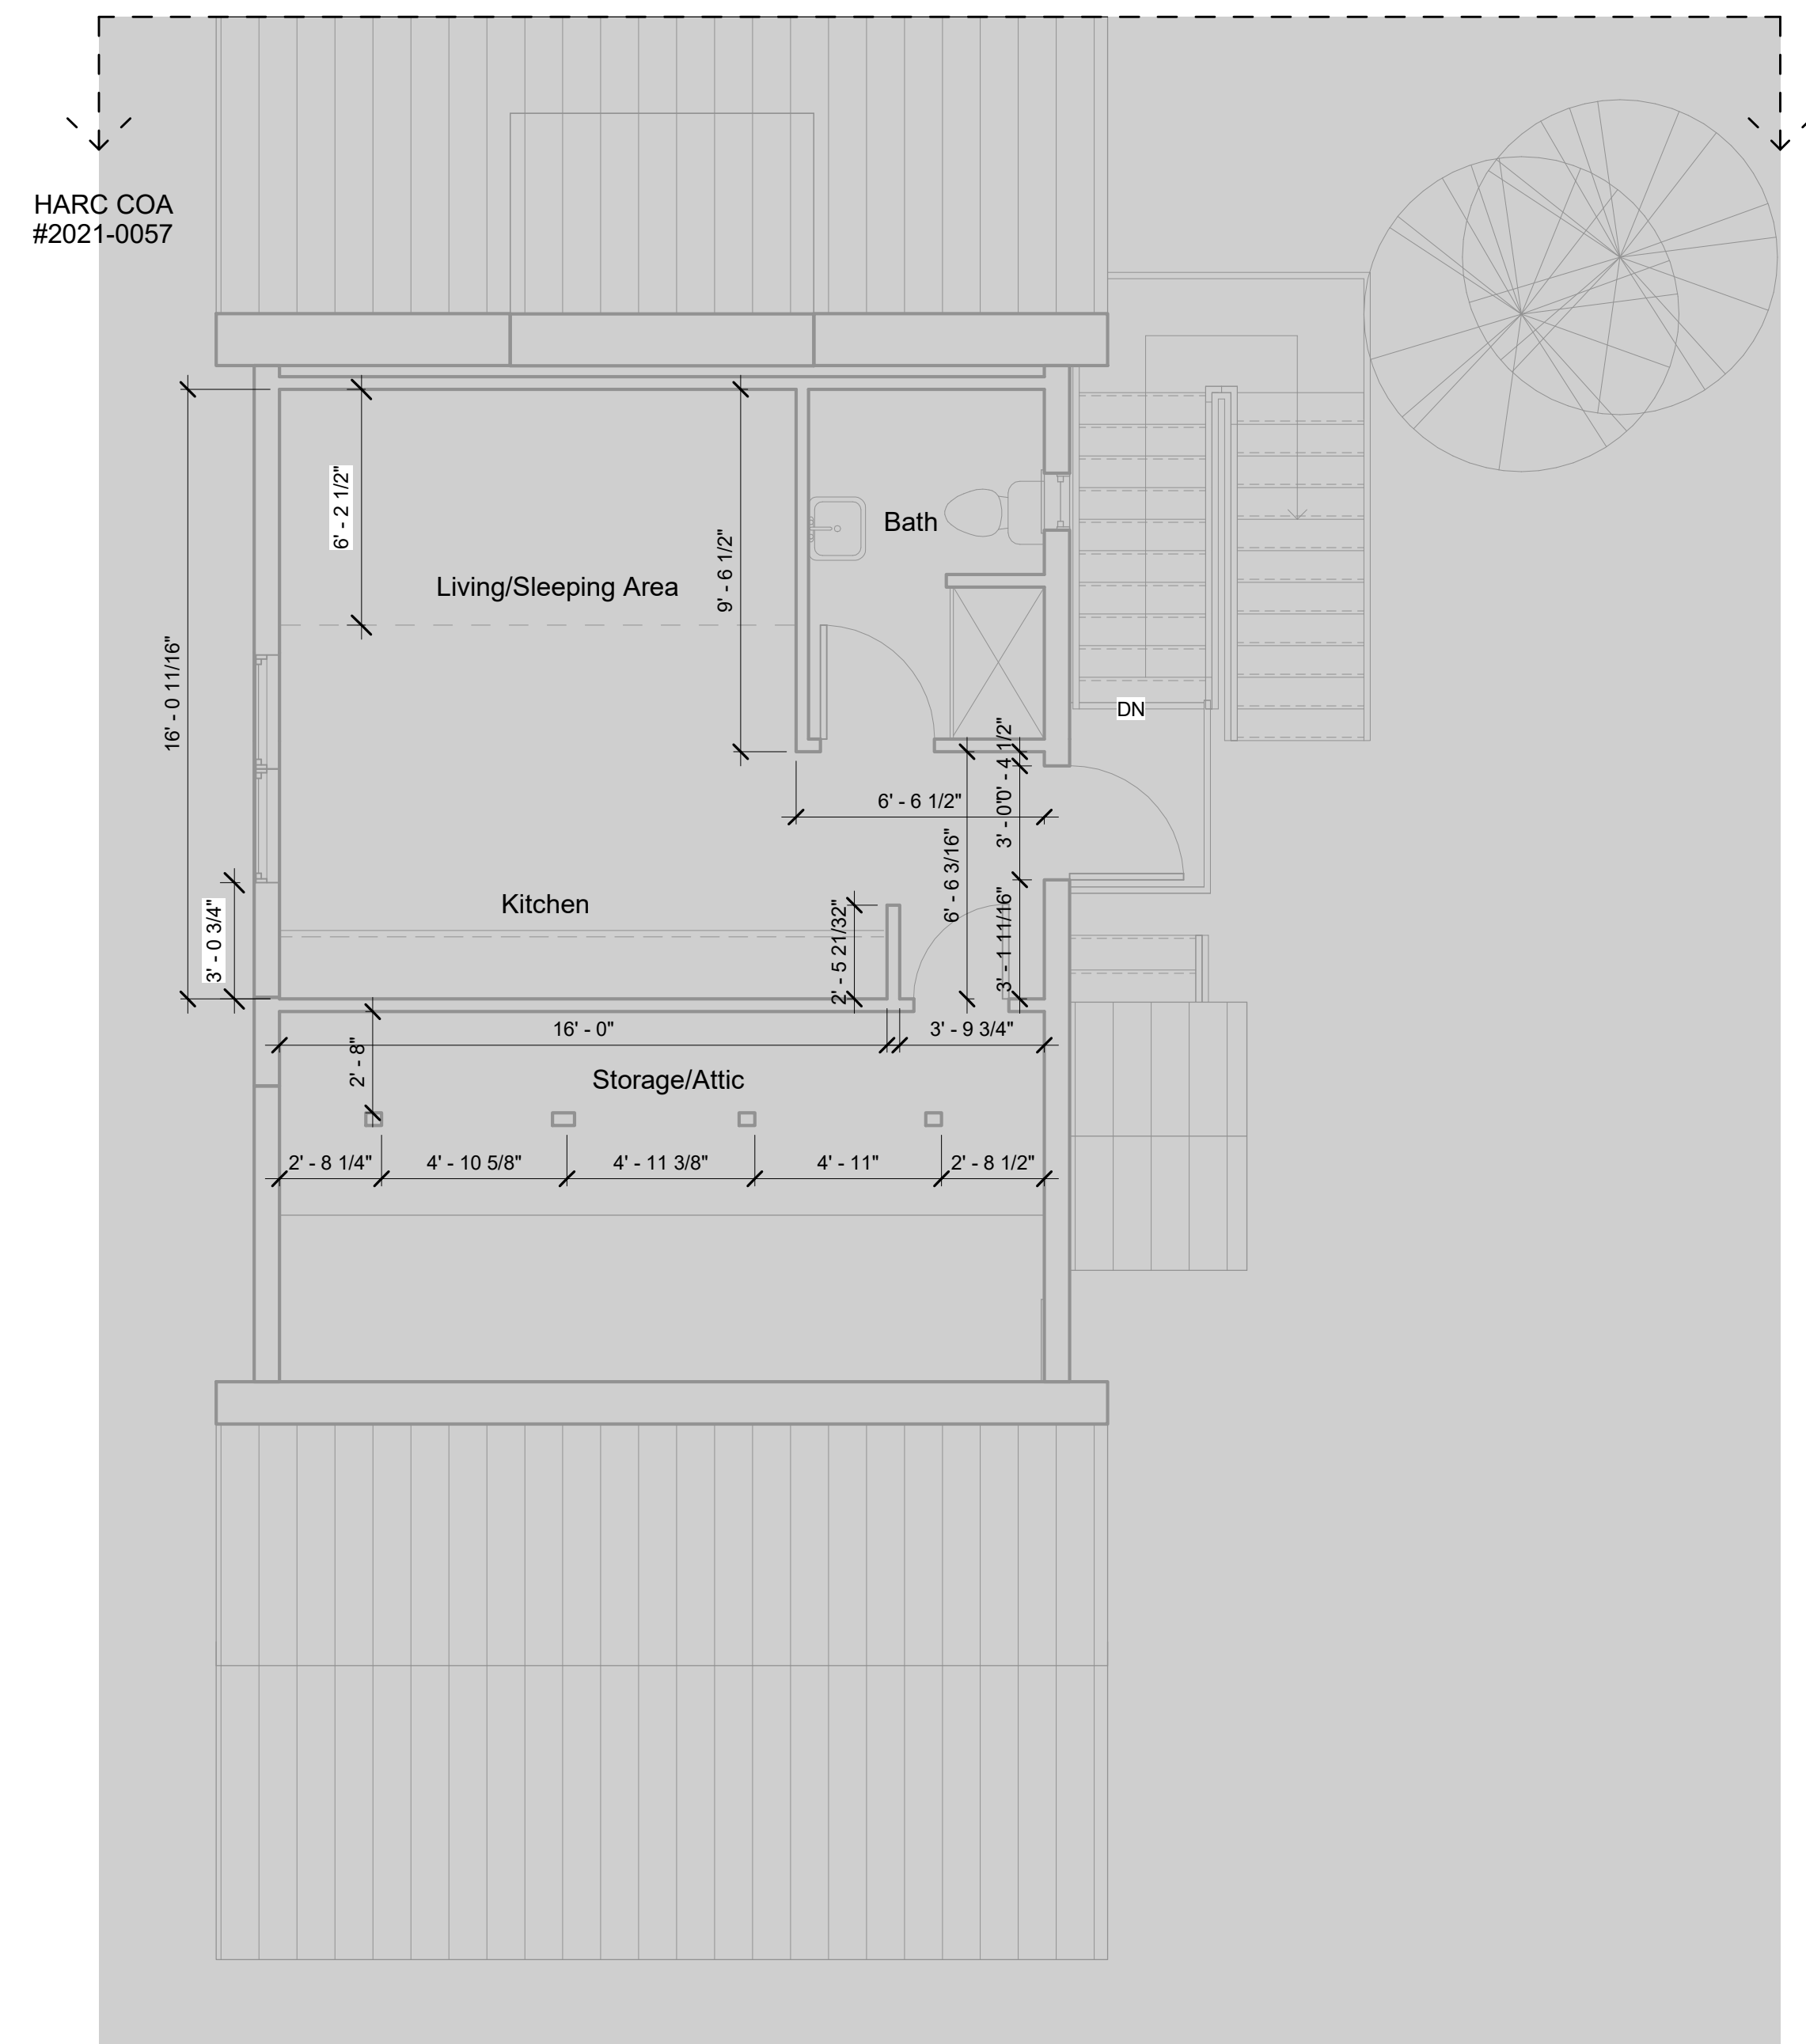 HARC COA
#2021-0057
6' - 2 1/2"
9' - 6 1/2"
Bath
Living/Sleeping Area
16' - 0 11/16"
DN
0' - 4 1/2"
6' - 6 1/2"
3' - 0"
6' - 6 3/16"
Kitchen
3' - 0 3/4"
2' - 5 21/32"
3' - 1 11/16"
16' - 0"
3' - 9 3/4"
2' - 8"
Storage/Attic
2' - 8 1/4"
4' - 10 5/8"
4' - 11 3/8"
4' - 11"
2' - 8 1/2"